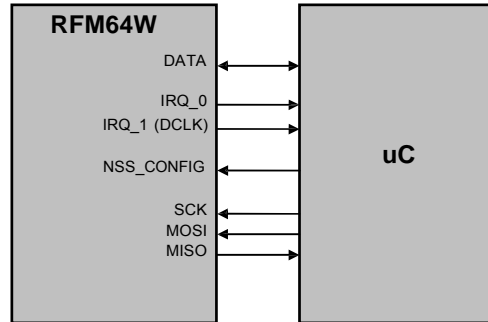 RFM64W
DATA
IRQ_0
IRQ_1 (DCLK)
uC
NSS_CONFIG
SCK
MOSI
MISO